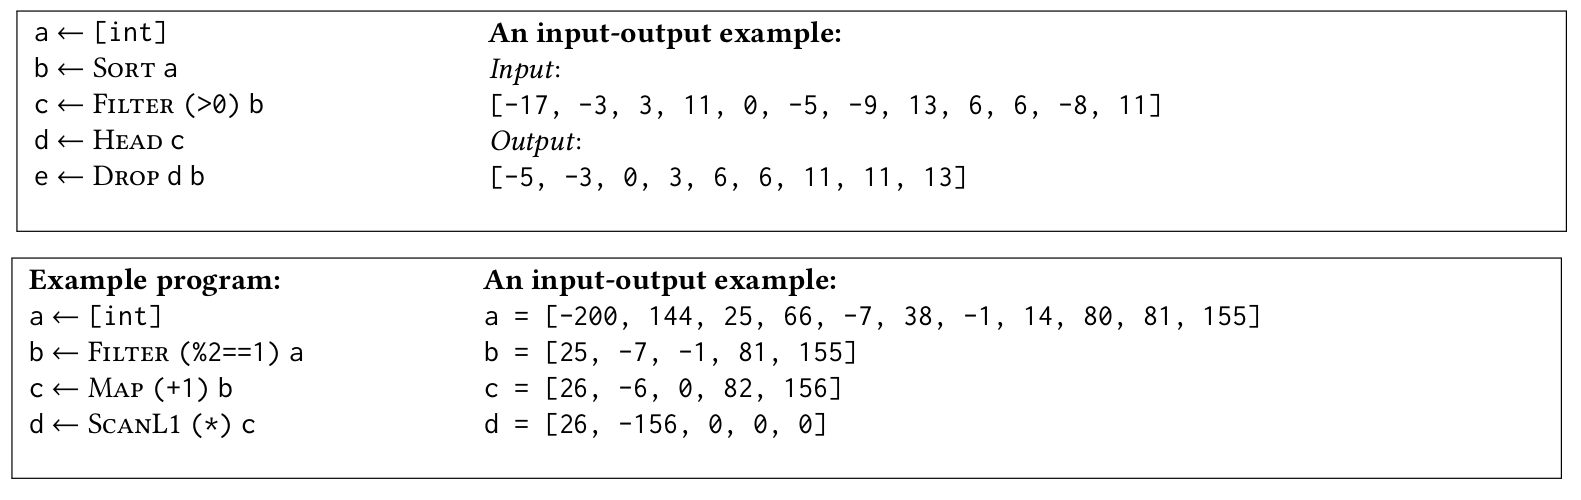 a ← [int]
An input-output example:
b ← Sort a
Input:
c ← Filter (>0) b
[-17, -3, 3, 11, 0, -5, -9, 13, 6, 6, -8, 11]
d ← Head c
Output:
e ← Drop d b
[-5, -3, 0, 3, 6, 6, 11, 11, 13]
Example program:
An input-output example:
a ← [int]
a = [-200, 144, 25, 66, -7, 38, -1, 14, 80, 81, 155]
b ← Filter (%2==1) a
b = [25, -7, -1, 81, 155]
c ← Map (+1) b
c = [26, -6, 0, 82, 156]
d ← ScanL1 (*) c
d = [26, -156, 0, 0, 0]